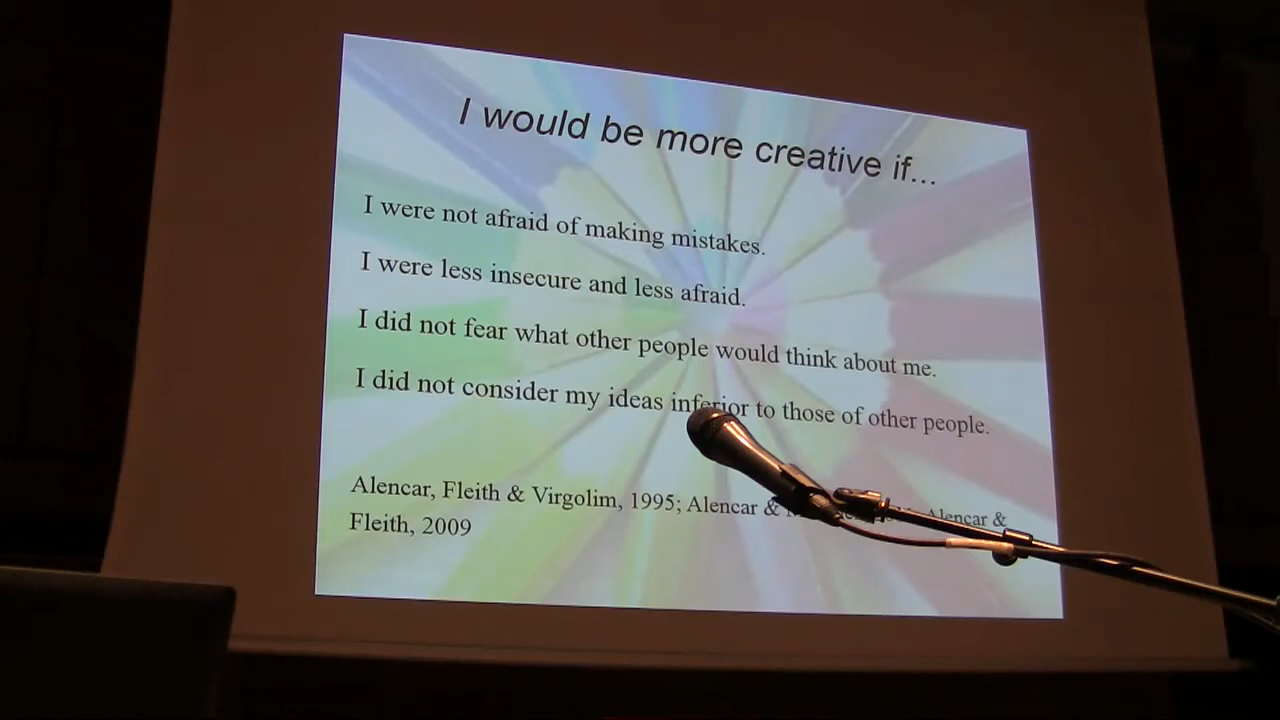 I would be more creative if...
I were not afraid of making mistakes.
I were less insecure and less afraid.
I did not fear what other people would think about me.
I did not consider my ideas inferior to those of other people.
Alencar, Fleith & Virgolim, 1995; Alencar & Alencar &
Fleith, 2009